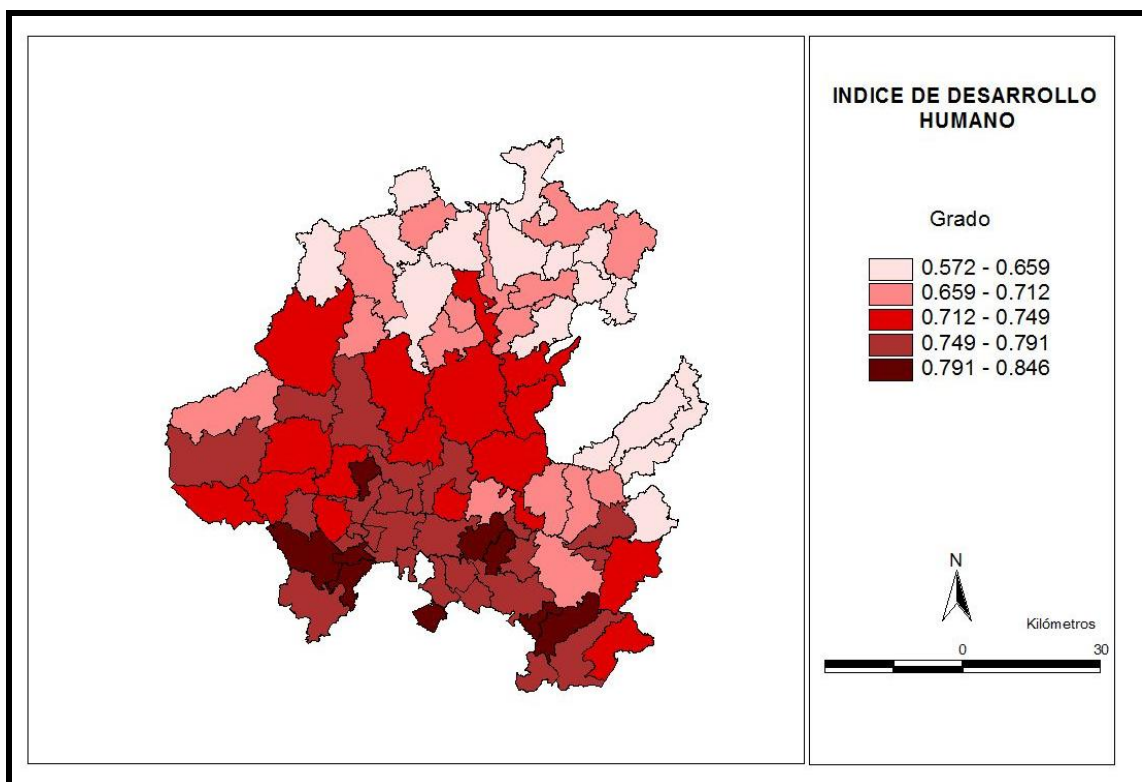 INDICE DE DESARROLLO
HUMANO
Grado
0.572 - 0.659
0.659 - 0.712
0.712 - 0.749
0.749 - 0.791
0.791 - 0.846
N
Kilómetros
0 30